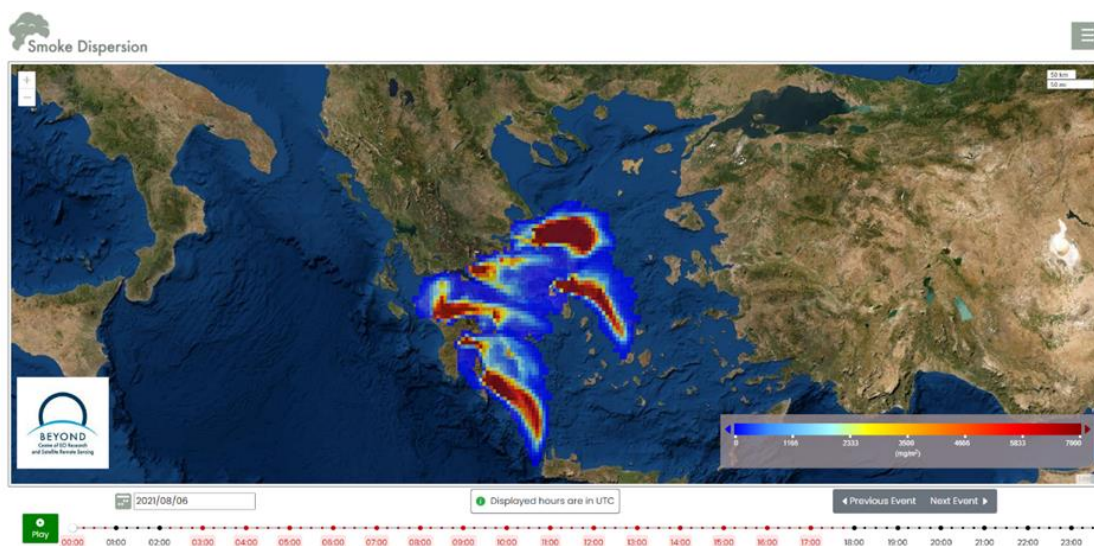 Smoke Dispersion
+
−
50 km
50 mi
BEYOND
Centre of EO Research
and Satellite Remote Sensing
0 1166 2333 3500 4666 5833 7000
(mg/m²)
2021/08/06
Displayed hours are in UTC
Previous Event Next Event
Play
00:00 01:00 02:00 03:00 04:00 05:00 06:00 07:00 08:00 09:00 10:00 11:00 12:00 13:00 14:00 15:00 16:00 17:00 18:00 19:00 20:00 21:00 22:00 23:00